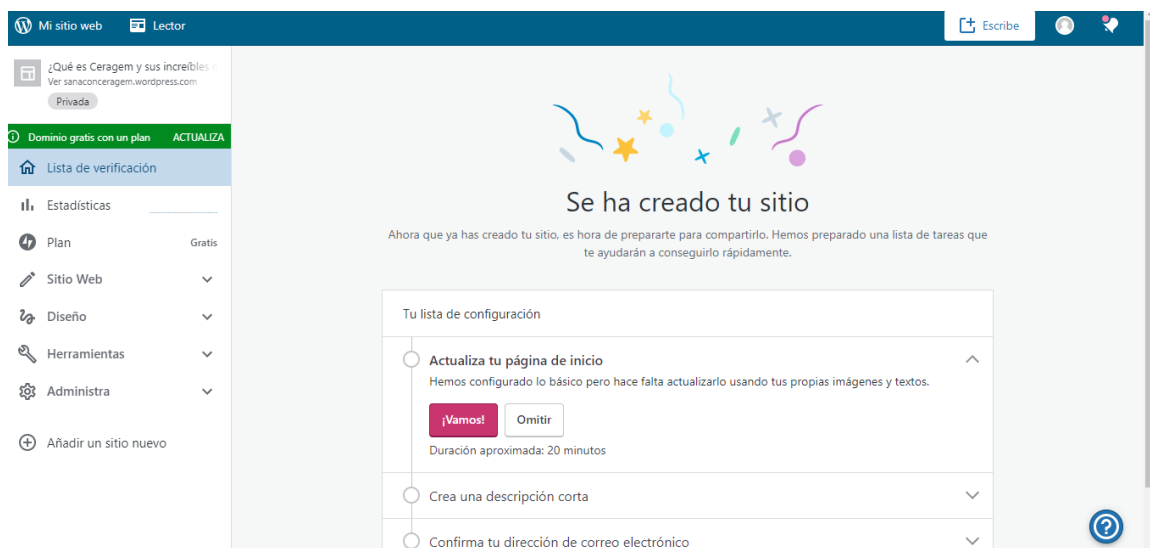 Mi sitio web
Lector
Escribe
¿Qué es Ceragem y sus increíbles
Ver sanaconceragem.wordpress.com
Privada
Dominio gratis con un plan ACTUALIZA
Lista de verificación
Estadísticas
Plan Gratis
Sitio Web
Diseño
Herramientas
Administra
Añadir un sitio nuevo
Se ha creado tu sitio
Ahora que ya has creado tu sitio, es hora de prepararte para compartirlo. Hemos preparado una lista de tareas que
te ayudarán a conseguirlo rápidamente.
Tu lista de configuración
Actualiza tu página de inicio
Hemos configurado lo básico pero hace falta actualizarlo usando tus propias imágenes y textos.
¡Vamos!
Omitir
Duración aproximada: 20 minutos
Crea una descripción corta
Confirma tu dirección de correo electrónico